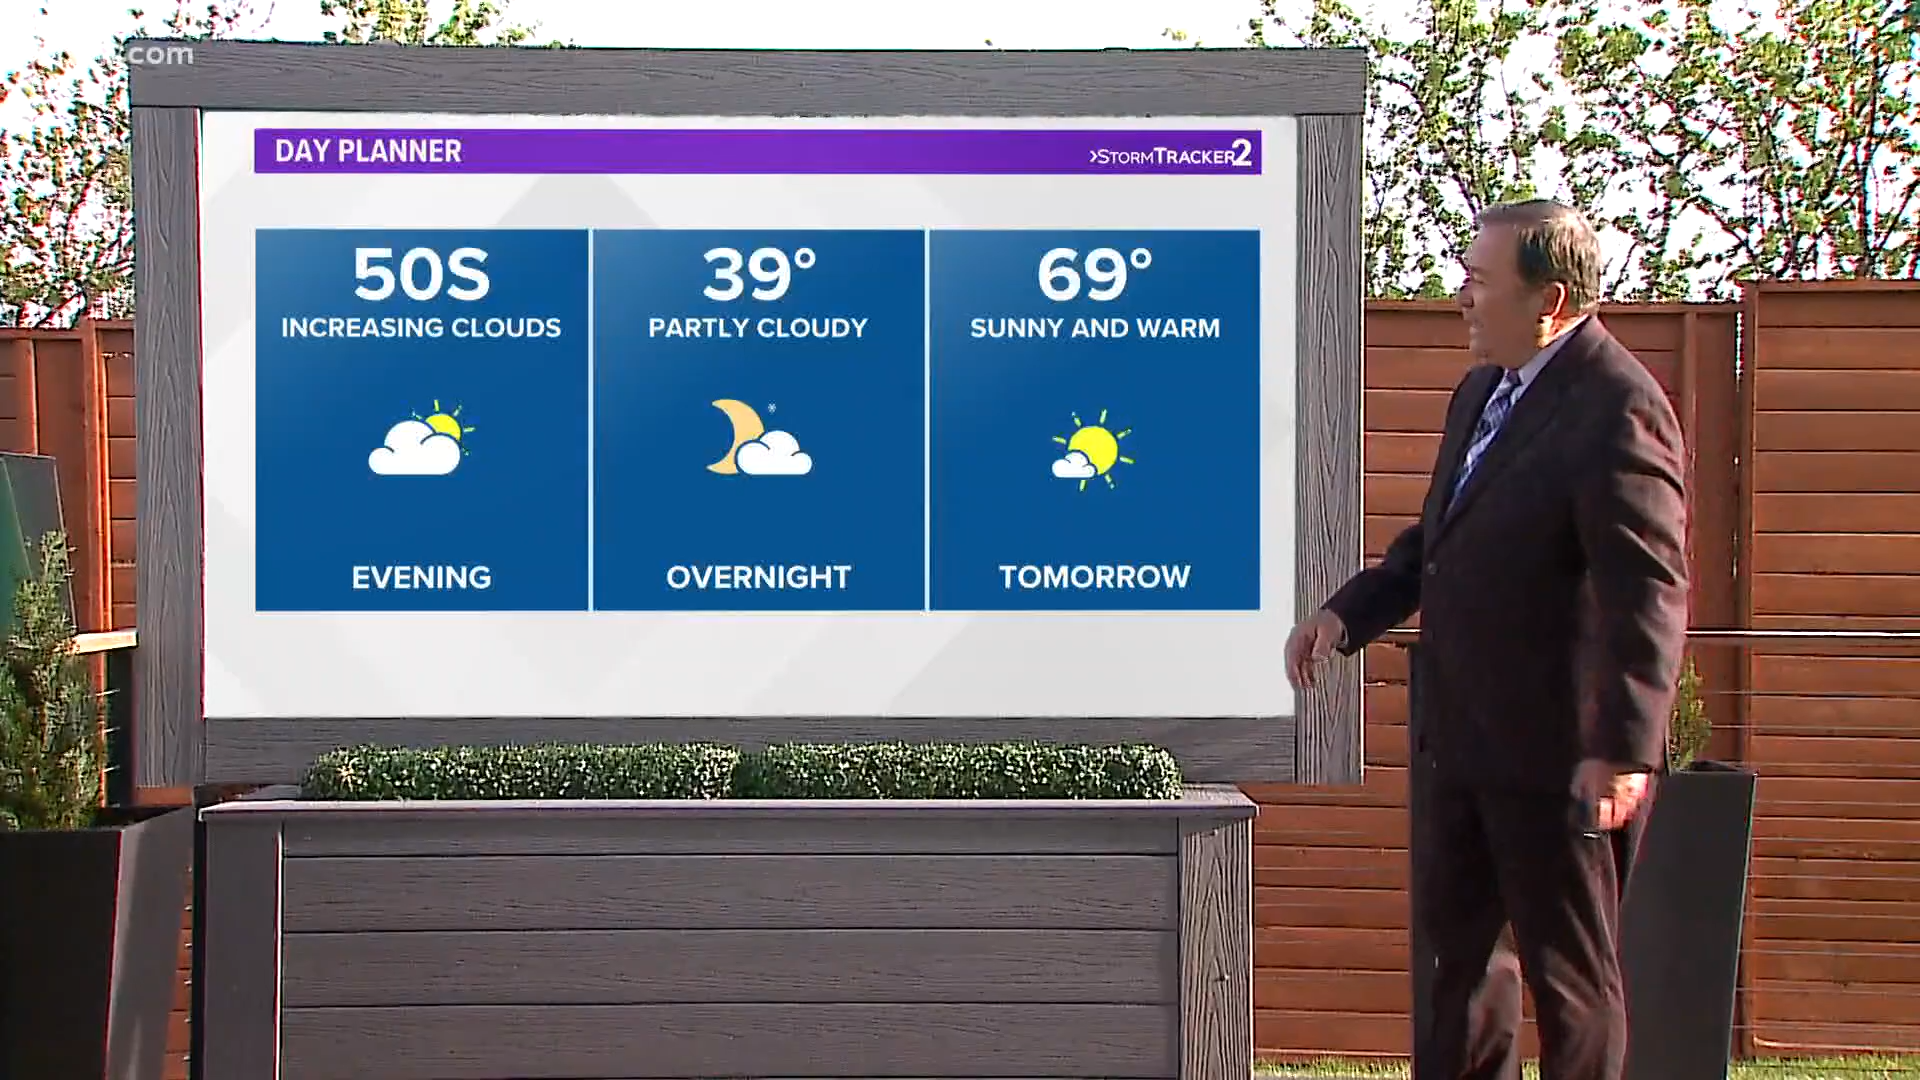 com
DAY PLANNER
>STORMTRACKER2
50S
INCREASING CLOUDS
EVENING
39°
PARTLY CLOUDY
OVERNIGHT
69°
SUNNY AND WARM
TOMORROW